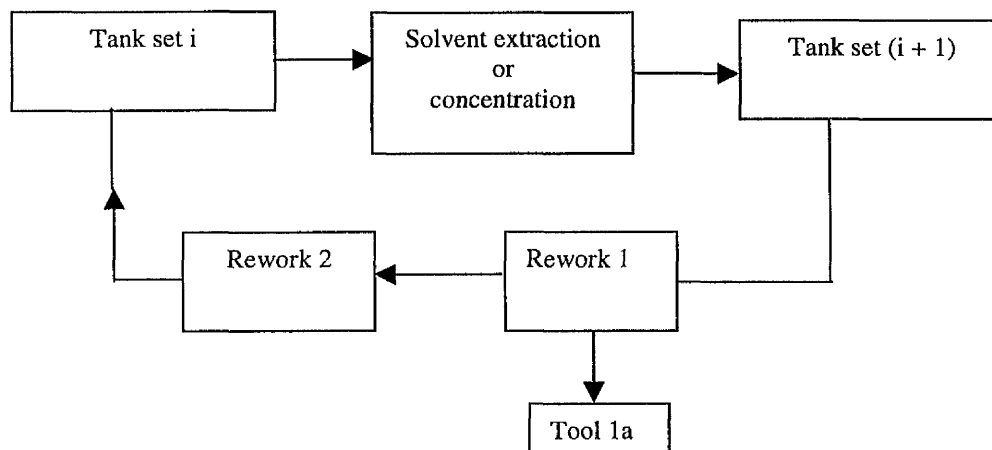 Tank set i
Solvent extraction
or
concentration
Tank set (i + 1)
Rework 2
Rework 1
Tool 1a